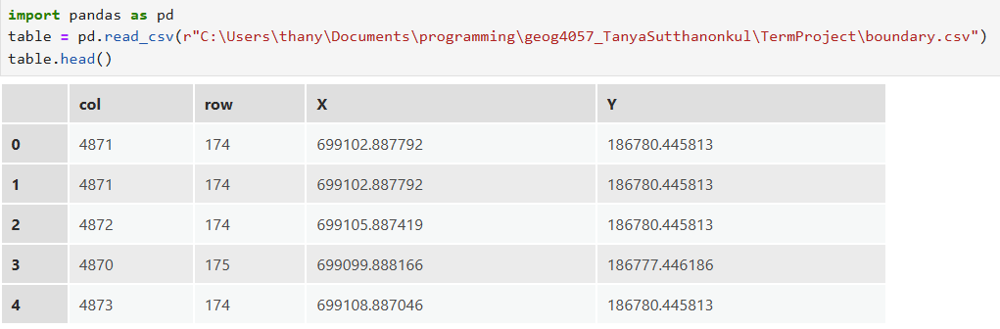 import pandas as pd
table = pd.read_csv(r"C:\Users\thany\Documents\programming\geog4057_TanyaSutthanonkul\TermProject\boundary.csv")
table.head()
col row X Y
0 4871 174 699102.887792 186780.445813
1 4871 174 699102.887792 186780.445813
2 4872 174 699105.887419 186780.445813
3 4870 175 699099.888166 186777.446186
4 4873 174 699108.887046 186780.445813